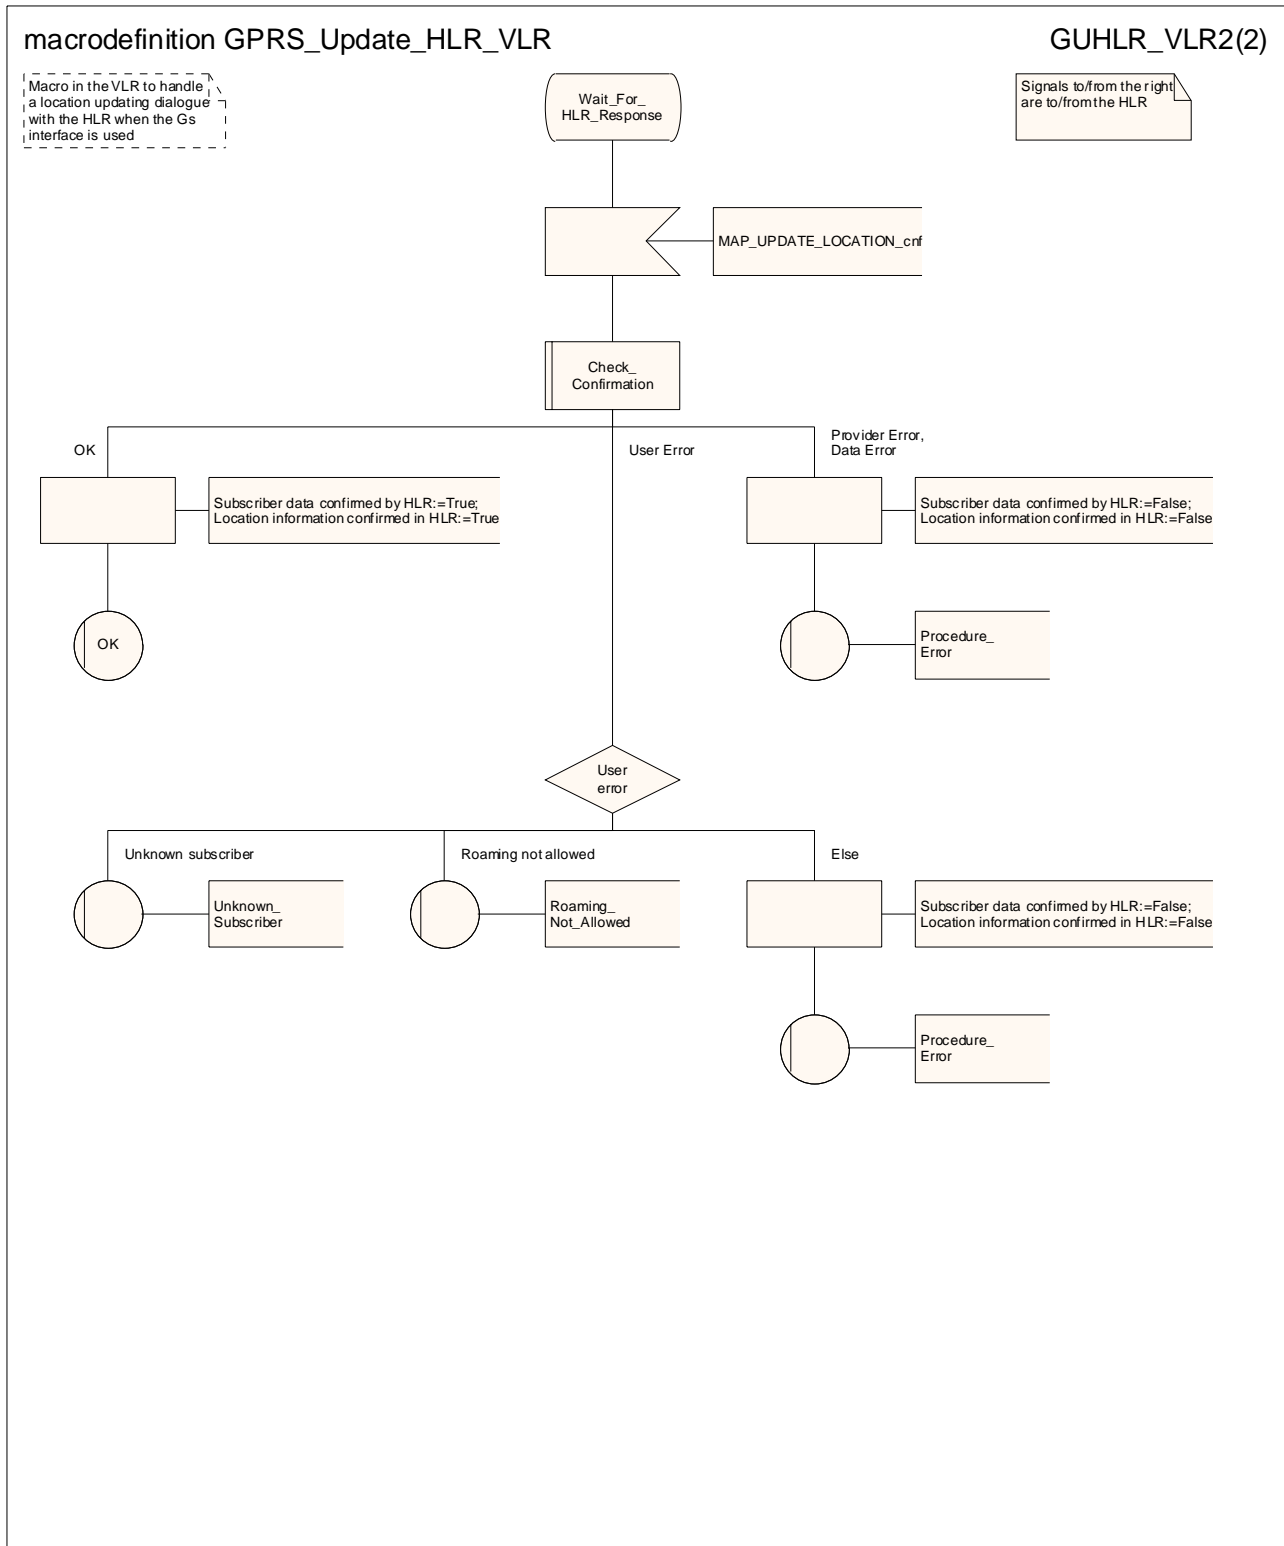 macrodefinition GPRS_Update_HLR_VLR
GUHLR_VLR2(2)
Macro in the VLR to handle
a location updating dialogue
with the HLR when the Gs
interface is used
Wait_For_
HLR_Response
Signals to/from the right
are to/from the HLR
MAP_UPDATE_LOCATION_cnf
Check_
Confirmation
OK
User Error
Provider Error,
Data Error
Subscriber data confirmed by HLR:=True;
Location information confirmed in HLR:=True
Subscriber data confirmed by HLR:=False;
Location information confirmed in HLR:=False
OK
Procedure_
Error
User
error
Unknown subscriber
Roaming not allowed
Else
Unknown_
Subscriber
Roaming_
Not_Allowed
Subscriber data confirmed by HLR:=False;
Location information confirmed in HLR:=False
Procedure_
Error